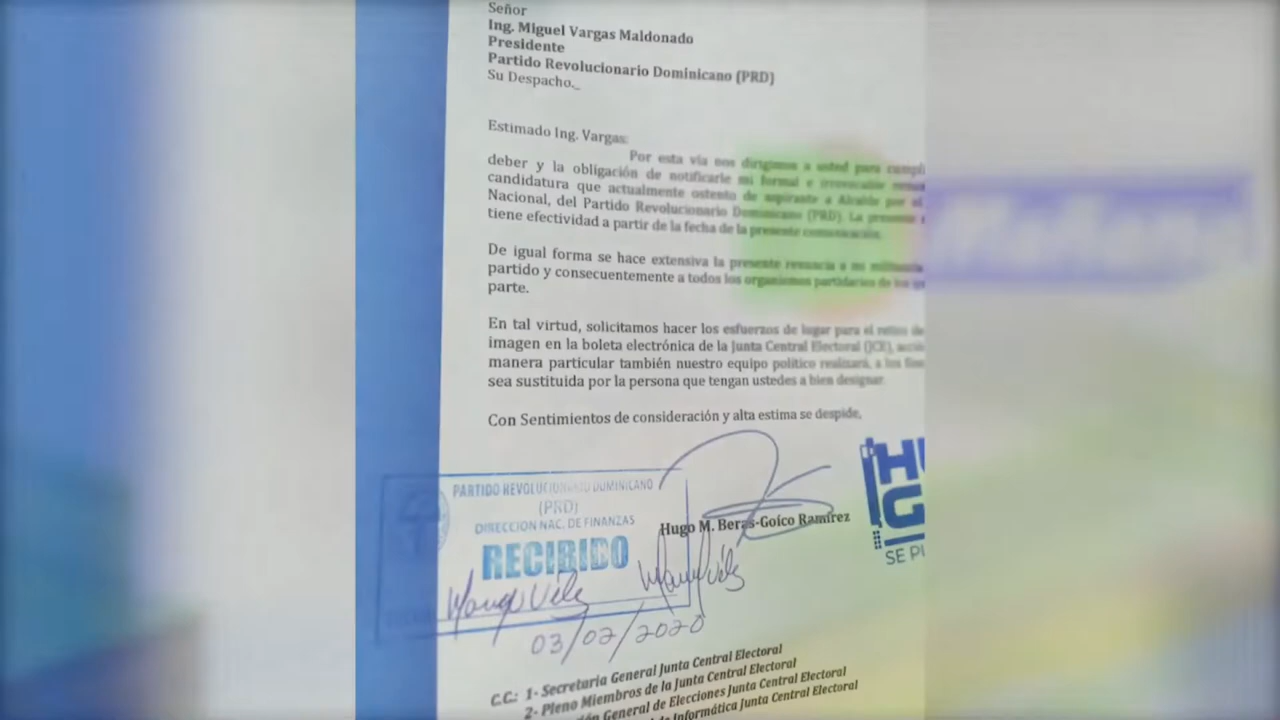 Señor
Ing. Miguel Vargas Maldonado
Presidente
Partido Revolucionario Dominicano (PRD)
Su Despacho._
Estimado Ing. Vargas:
Por esta vía nos dirigimos a usted para cumpli
deber y la obligación de notificarle mi formal e irrevocable renu
candidatura que actualmente ostento de aspirante a Alcalde por el
Nacional, del Partido Revolucionario Dominicano (PRD). La presente
tiene efectividad a partir de la fecha de la presente comunicación.
De igual forma se hace extensiva la presente renuncia a mi militancia
partido y consecuentemente a todos los organismos partidarios de los
parte.
En tal virtud, solicitamos hacer los esfuerzos de lugar para el retiro de
imagen en la boleta electrónica de la Junta Central Electoral (JCE),
manera particular también nuestro equipo político realizará, a los fines
sea sustituida por la persona que tengan ustedes a bien designar.
Con Sentimientos de consideración y alta estima se despide,
PARTIDO REVOLUCIONARIO DOMINICANO
(PRD)
DIRECCION NAC. DE FINANZAS
RECIBIDO
Hugo M. Beras-Goico Ramírez
HU
G
SE PU
03/02/2020
C.C.: 1- Secretaria General Junta Central Electoral
2- Pleno Miembros de la Junta Central Electoral
General de Elecciones Junta Central Electoral
de Informática Junta Central Electoral